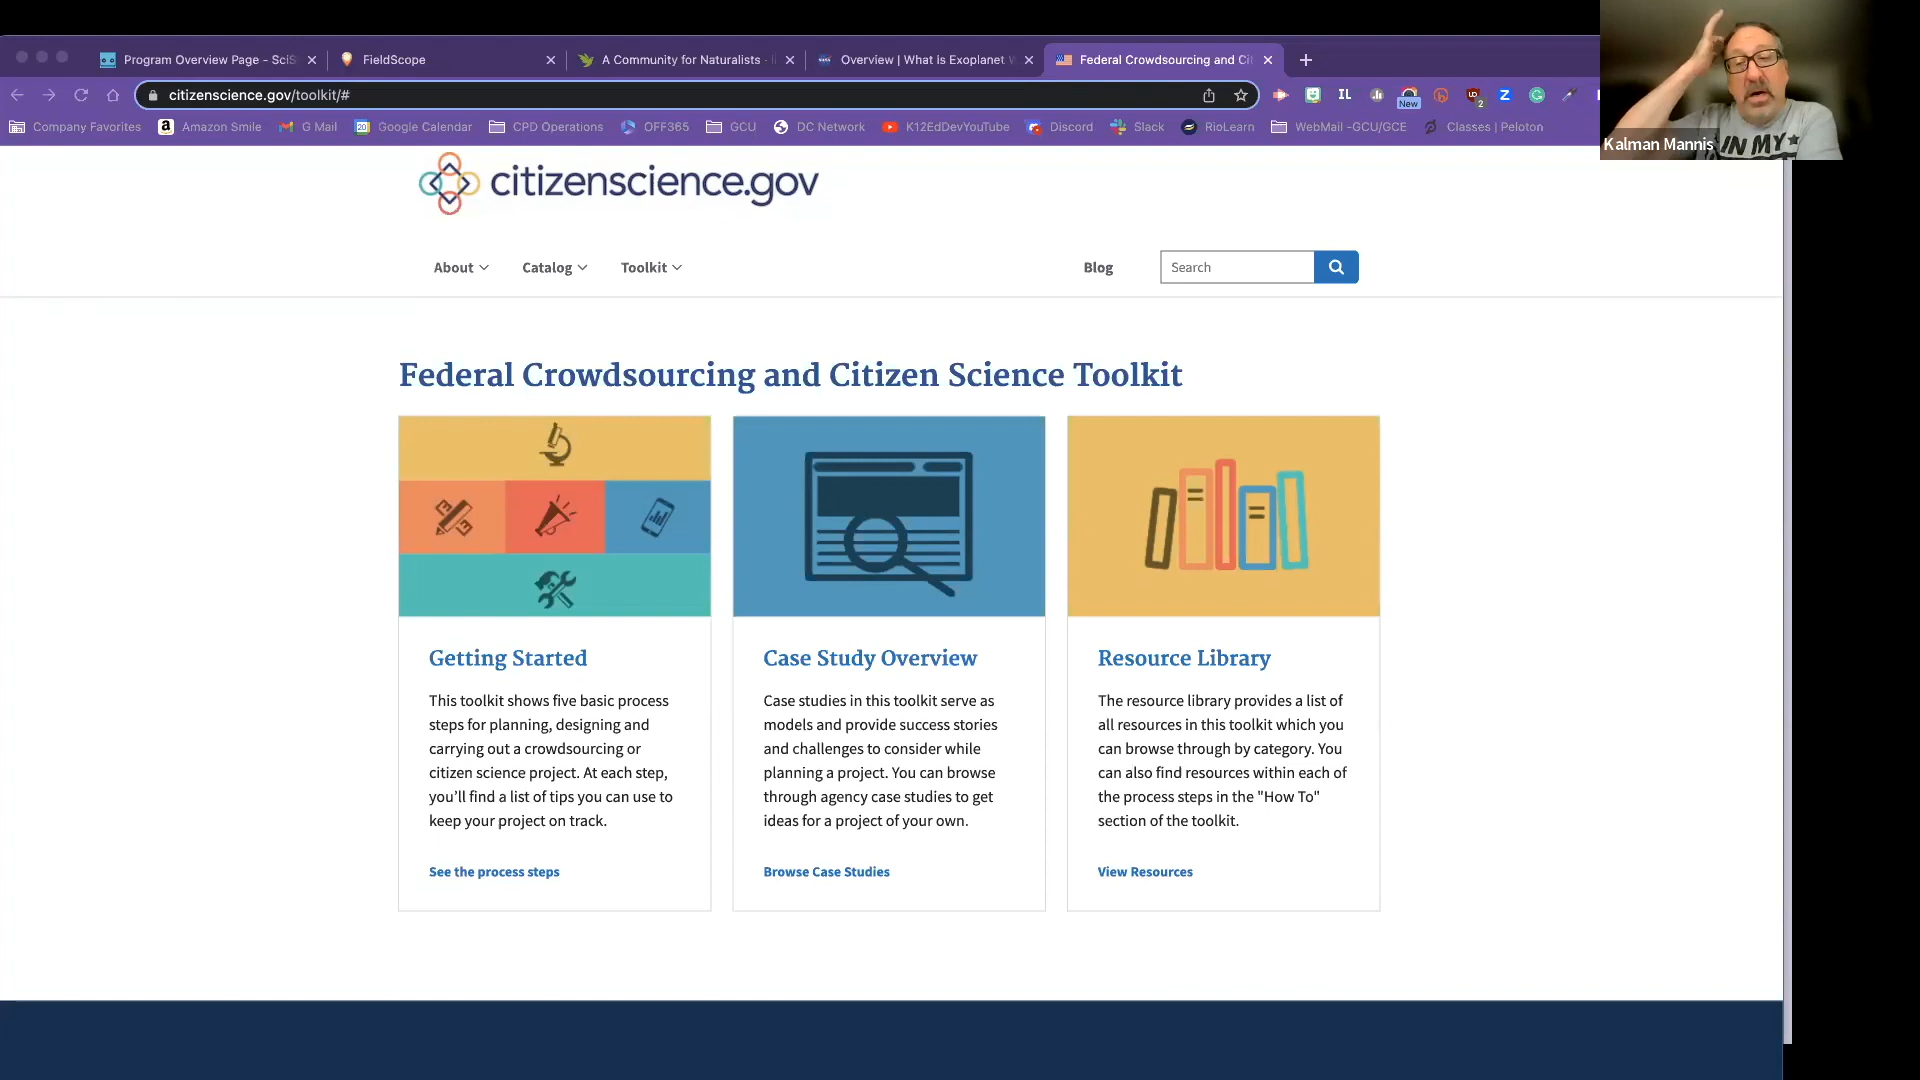 Program Overview Page - SciS
FieldScope
A Community for Naturalists ·
Overview | What is Exoplanet W
Federal Crowdsourcing and Cit
citizenscience.gov/toolkit/#
IL
New
2
Z
Company Favorites
a Amazon Smile
G Mail
20 Google Calendar
CPD Operations
OFF365
GCU
DC Network
K12EdDevYouTube
Discord
Slack
RioLearn
WebMail -GCU/GCE
Classes | Peloton
IN MY
Kalman Mannis
citizenscience.gov
About
Catalog
Toolkit
Blog
Search
Federal Crowdsourcing and Citizen Science Toolkit
Getting Started
This toolkit shows five basic process
steps for planning, designing and
carrying out a crowdsourcing or
citizen science project. At each step,
you’ll find a list of tips you can use to
keep your project on track.
See the process steps
Case Study Overview
Case studies in this toolkit serve as
models and provide success stories
and challenges to consider while
planning a project. You can browse
through agency case studies to get
ideas for a project of your own.
Browse Case Studies
Resource Library
The resource library provides a list of
all resources in this toolkit which you
can browse through by category. You
can also find resources within each of
the process steps in the "How To"
section of the toolkit.
View Resources